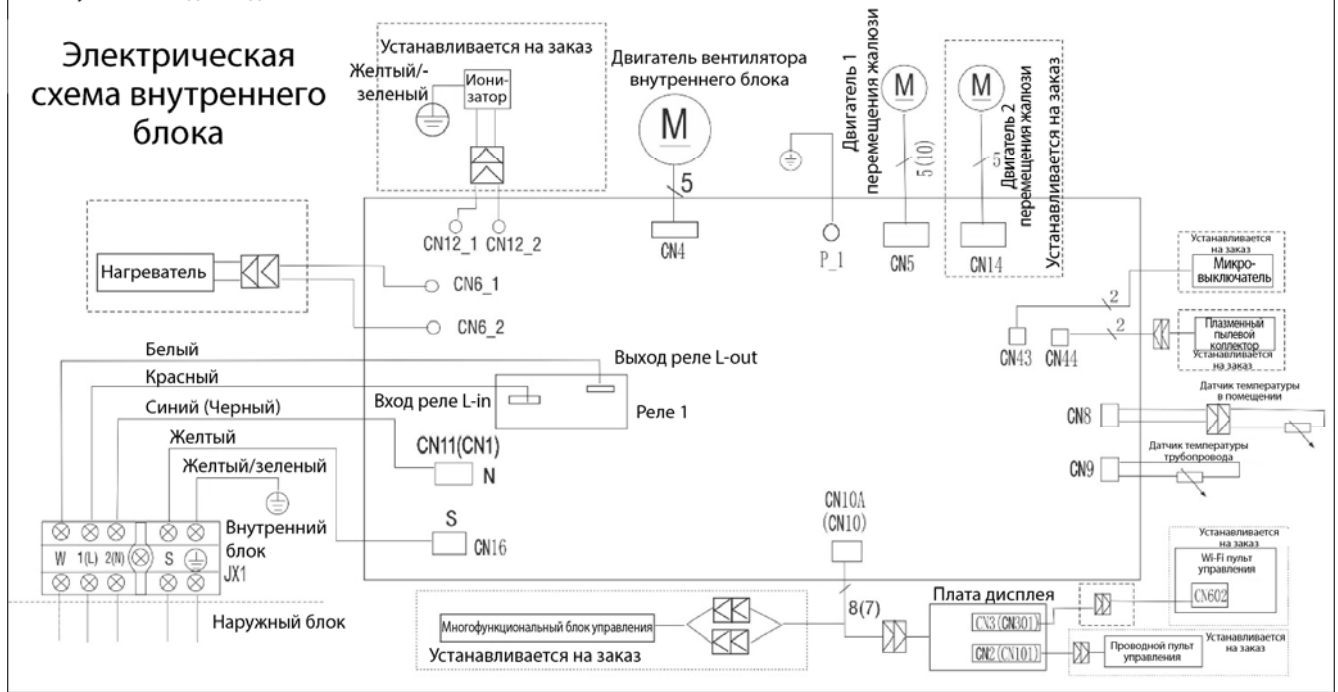 Электрическая
схема внутреннего
блока
Устанавливается на заказ
Желтый/-
зеленый
Иони-
затор
Двигатель вентилятора
внутреннего блока
M
5
Двигатель 1
перемещения жалюзи
M
5(10)
M
5
Двигатель 2
перемещения жалюзи
Устанавливается на заказ
CN12_1
CN12_2
CN4
P_1
CN5
CN14
Нагреватель
CN6_1
CN6_2
Устанавливается
на заказ
Микро-
выключатель
2
2
CN43
CN44
Плазменный
пылевой
коллектор
Устанавливается
на заказ
Белый
Выход реле L-out
Красный
Вход реле L-in
Реле 1
Синий (Черный)
Желтый
Желтый/зеленый
CN11(CN1)
N
Датчик температуры
в помещении
CN8
Датчик температуры
трубопровода
CN9
S
CN16
CN10A
(CN10)
Внутренний
блок
JX1
W 1(L) 2(N) S
Наружный блок
8(7)
Многофункциональный блок управления
Устанавливается на заказ
Плата дисплея
CN3(CN301)
CN2(CN101)
Устанавливается
на заказ
Wi-Fi пульт
управления
CN602
Проводной пульт
управления
Устанавливается
на заказ